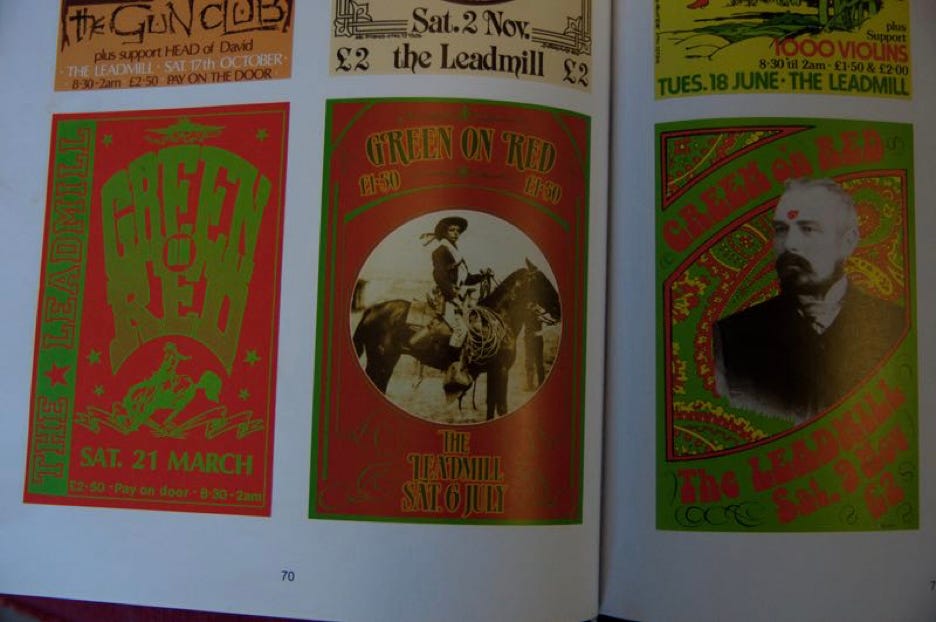 the GUN CLUB
plus support HEAD of David
· THE LEADMILL · SAT. 17th OCTOBER ·
8·30-2am £2·50 PAY ON THE DOOR
Sat. 2 Nov.
£2 the Leadmill £2
plus
Support
1000 VIOLINS
8·30 'til 2am · £1·50 & £2·00
TUES. 18 JUNE · THE LEADMILL
THE ★ LEADMILL
GREEN
ON
RED
SAT. 21 MARCH
£2·50 · Pay on door · 8·30 - 2am
GREEN ON RED
£1·50 £1·50
THE
LEADMILL
SAT. 6 JULY
GREEN ON RED
The LEADMILL
Sat. 
£2
70
7